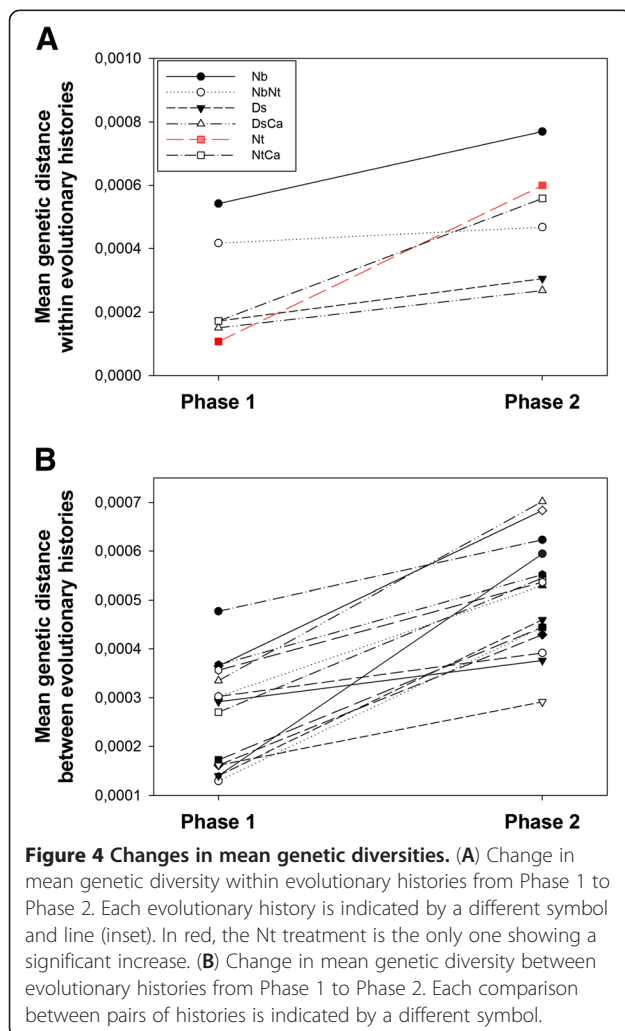 A
Mean genetic distance
within evolutionary histories
0,0010
0,0008
0,0006
0,0004
0,0002
0,0000
Nb
NbNt
Ds
DsCa
Nt
NtCa
Phase 1
Phase 2
B
Mean genetic distance
between evolutionary histories
0,0007
0,0006
0,0005
0,0004
0,0003
0,0002
0,0001
Phase 1
Phase 2
Figure 4 Changes in mean genetic diversities. (A) Change in
mean genetic diversity within evolutionary histories from Phase 1 to
Phase 2. Each evolutionary history is indicated by a different symbol
and line (inset). In red, the Nt treatment is the only one showing a
significant increase. (B) Change in mean genetic diversity between
evolutionary histories from Phase 1 to Phase 2. Each comparison
between pairs of histories is indicated by a different symbol.